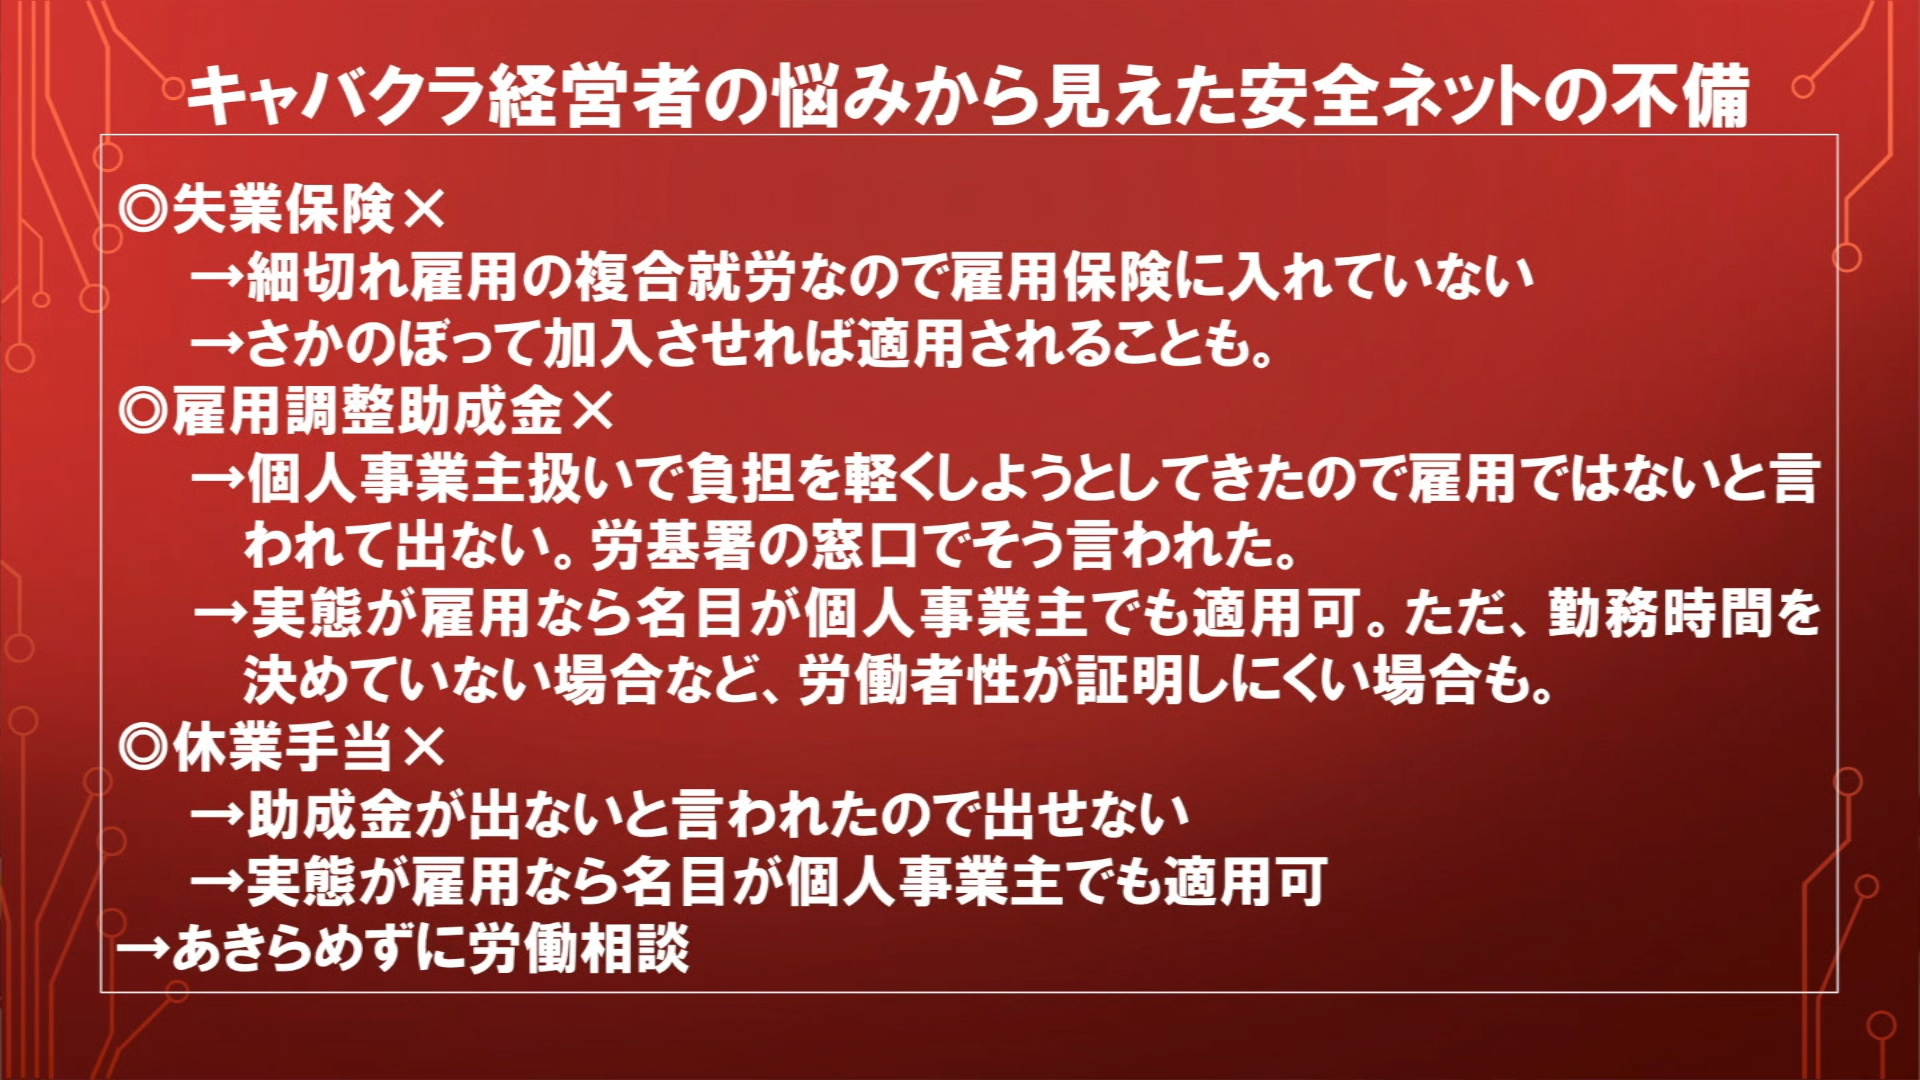 キャバクラ経営者の悩みから見えた安全ネットの不備
◎失業保険×
→細切れ雇用の複合就労なので雇用保険に入れていない
→さかのぼって加入させれば適用されることも。
◎雇用調整助成金×
→個人事業主扱いで負担を軽くしようとしてきたので雇用ではないと言
われて出ない。労基署の窓口でそう言われた。
→実態が雇用なら名目が個人事業主でも適用可。ただ、勤務時間を
決めていない場合など、労働者性が証明しにくい場合も。
◎休業手当×
→助成金が出ないと言われたので出せない
→実態が雇用なら名目が個人事業主でも適用可
→あきらめずに労働相談